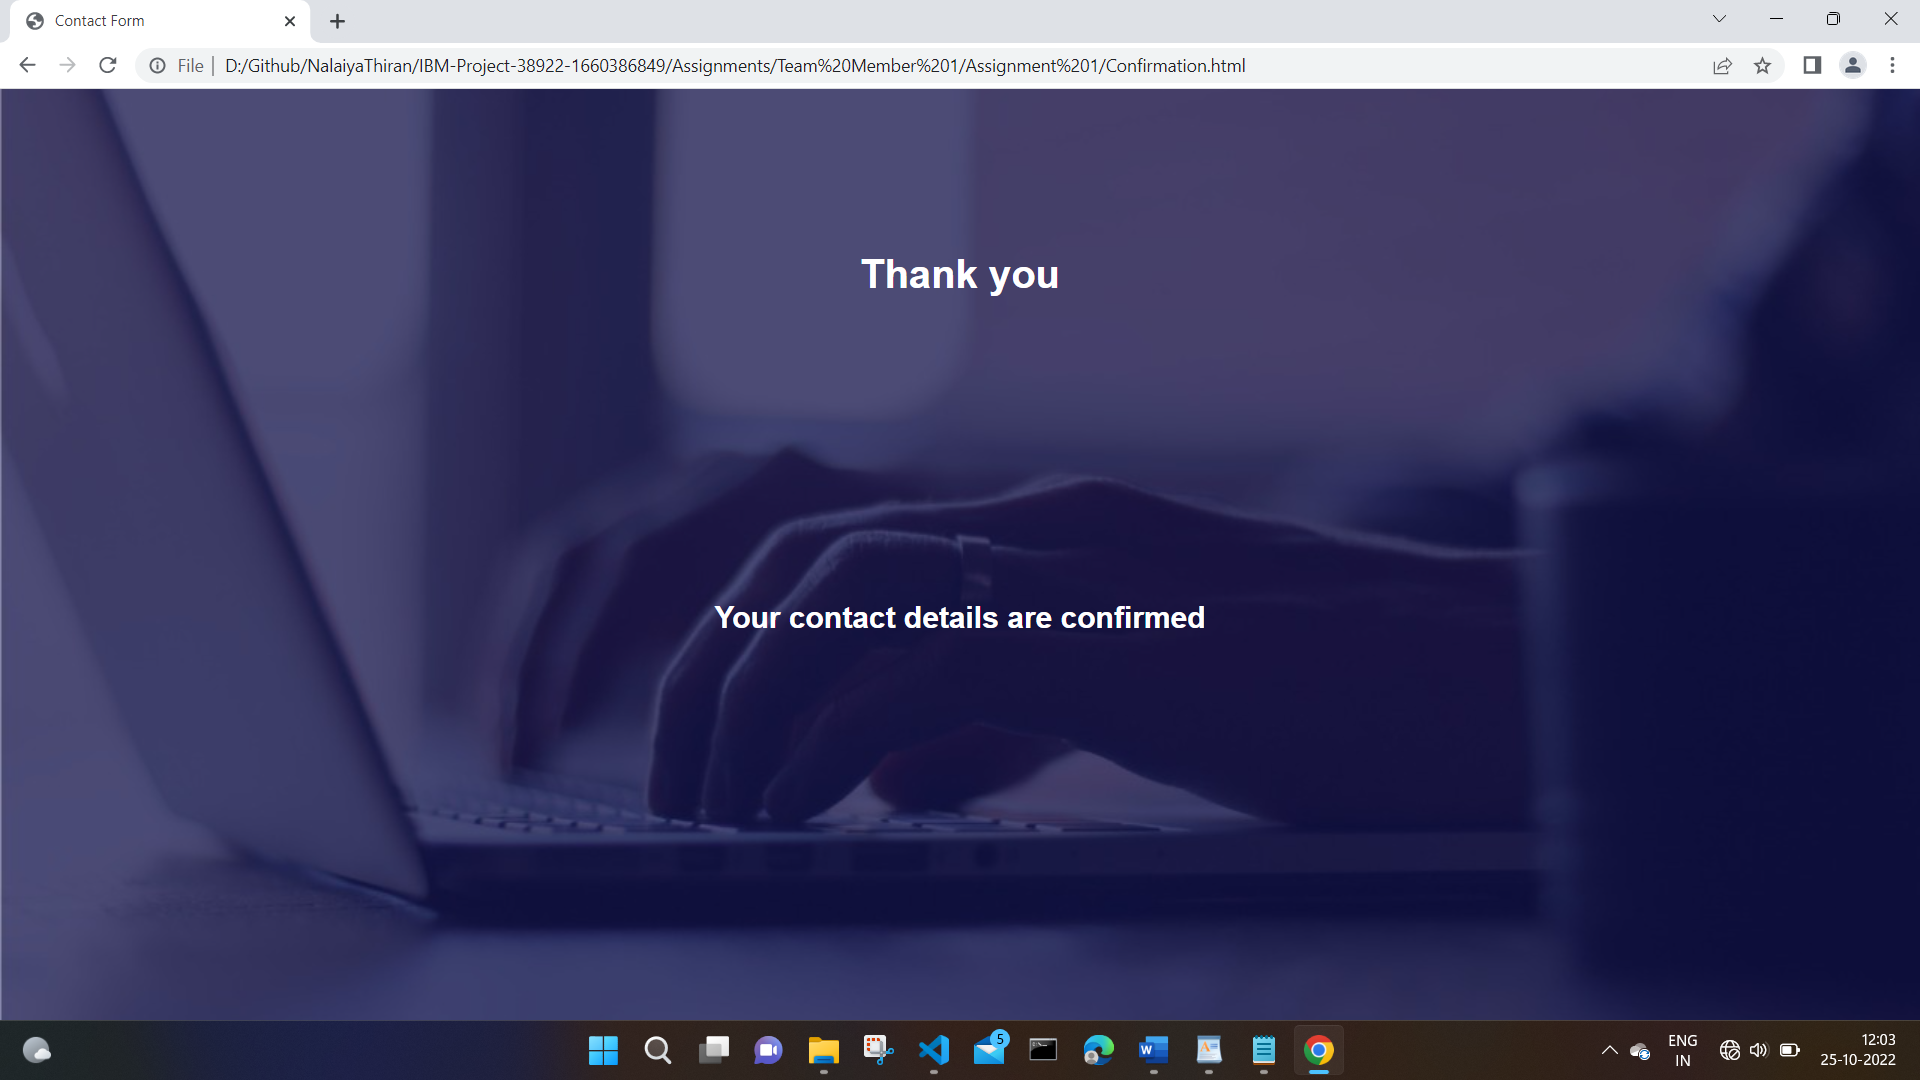 Contact Form
File
D:/Github/NalaiyaThiran/IBM-Project-38922-1660386849/Assignments/Team%20Member%201/Assignment%201/Confirmation.html
Thank you
Your contact details are confirmed
5
ENG
IN
12:03
25-10-2022